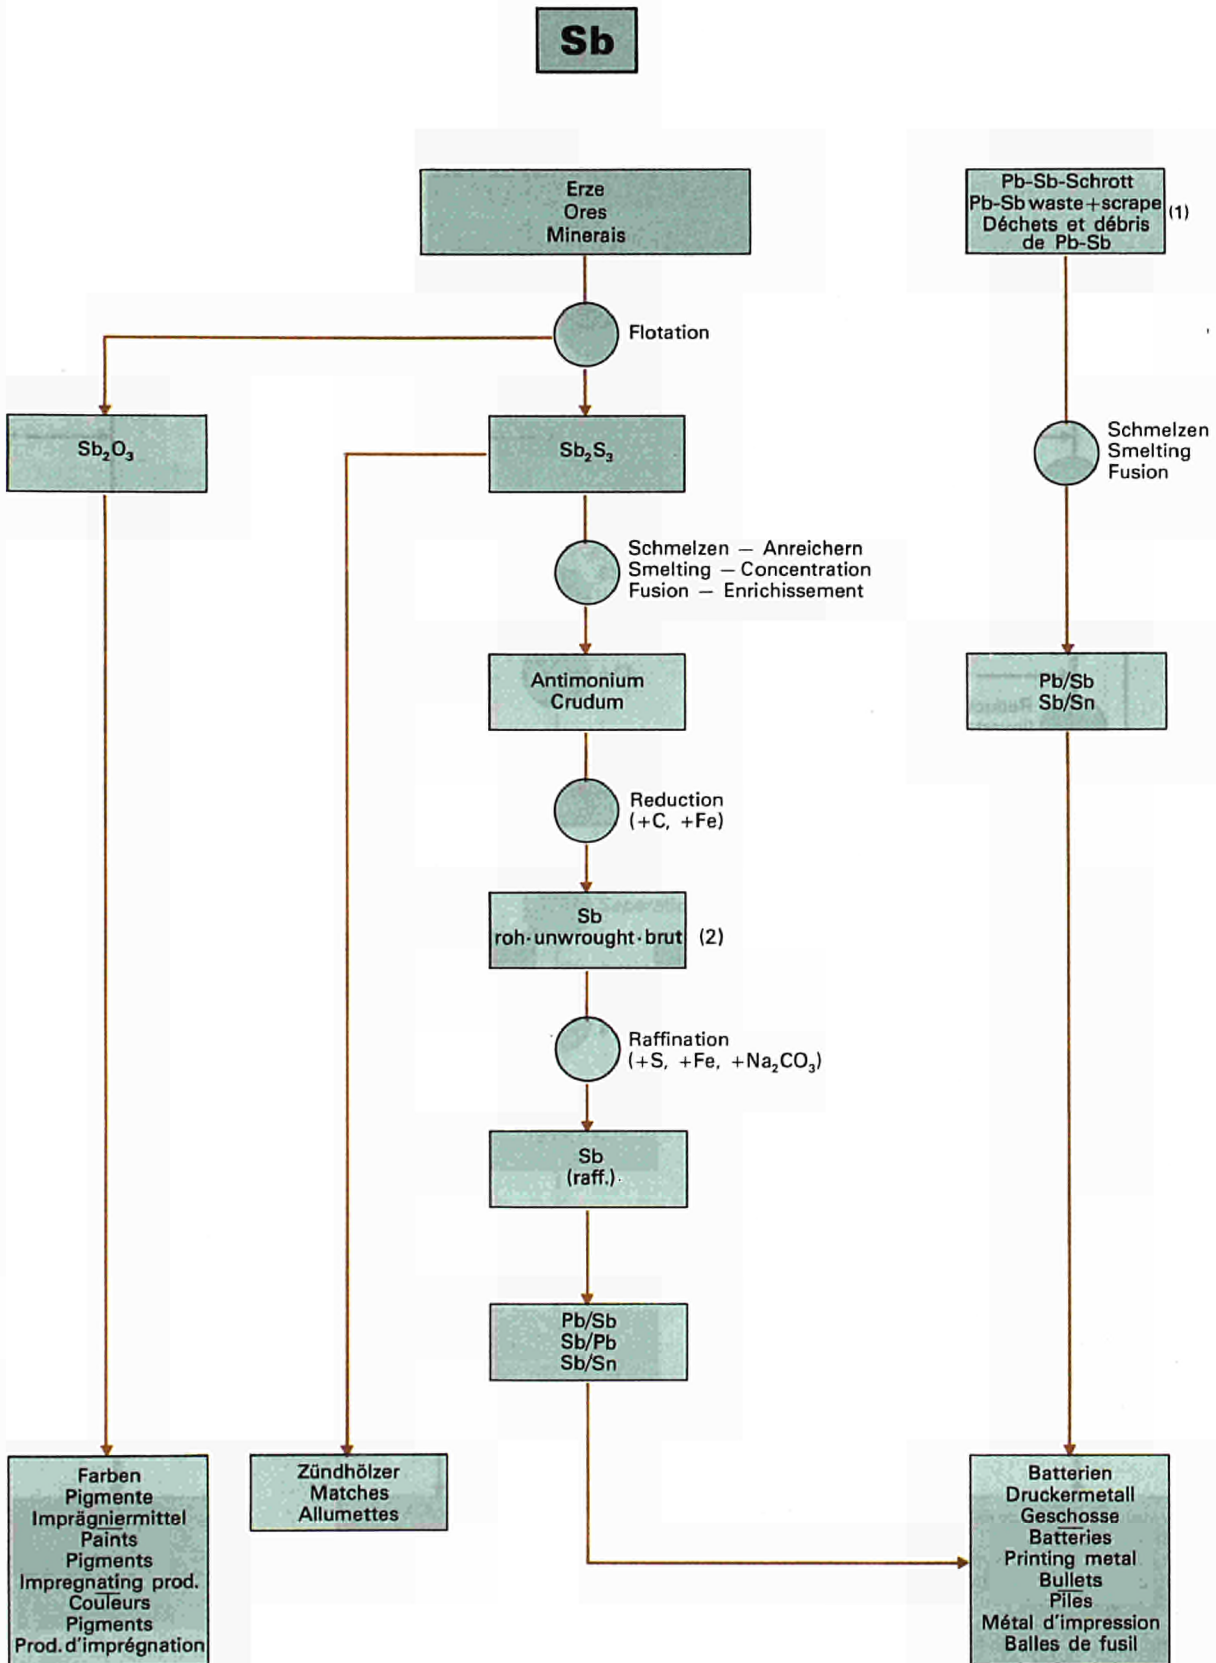 Sb
Erze
Ores
Minerais
Pb-Sb-Schrott
Pb-Sb waste+scrape
Déchets et débris
de Pb-Sb
(1)
Flotation
Sb₂O₃
Sb₂S₃
Schmelzen
Smelting
Fusion
Schmelzen — Anreichern
Smelting — Concentration
Fusion — Enrichissement
Antimonium
Crudum
Pb/Sb
Sb/Sn
Reduction
(+C, +Fe)
Sb
roh·unwrought·brut (2)
Raffination
(+S, +Fe, +Na₂CO₃)
Sb
(raff.)
Pb/Sb
Sb/Pb
Sb/Sn
Farben
Pigmente
Imprägniermittel
Paints
Pigments
Impregnating prod.
Couleurs
Pigments
Prod. d'imprégnation
Zündhölzer
Matches
Allumettes
Batterien
Druckermetall
Geschosse
Batteries
Printing metal
Bullets
Piles
Métal d'impression
Balles de fusil